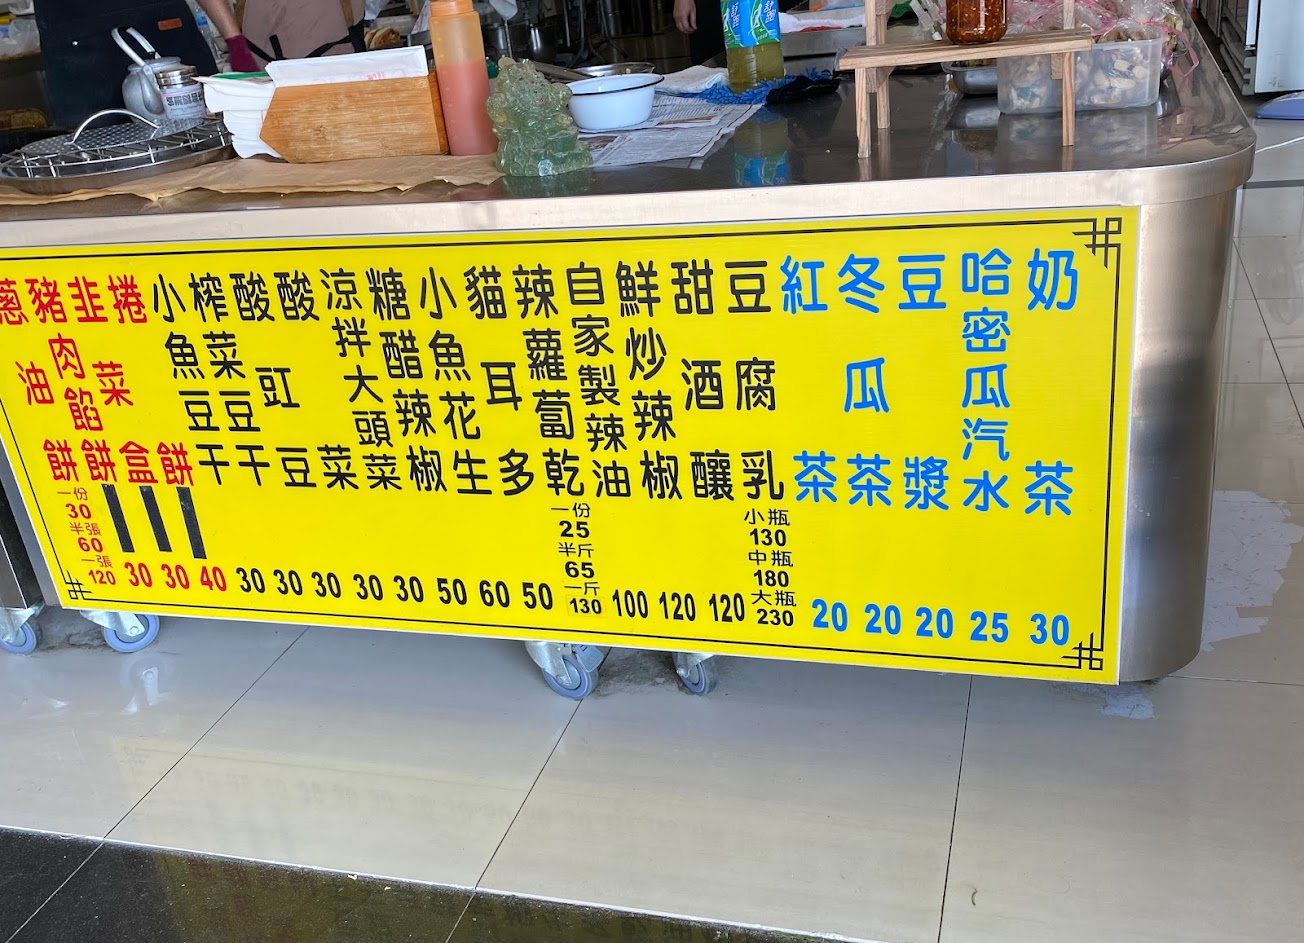 蔥油餅
一份
30
半張
60
一張
120
豬肉餡餅
30
韭菜盒
30
捲餅
40
小魚豆干
30
榨菜豆干
30
酸豇豆
30
酸菜
30
涼拌大頭菜
30
糖醋辣椒
50
小魚花生
60
貓耳多
50
辣蘿蔔乾
一份
25
半斤
65
一斤
130
自家製辣油
100
鮮炒辣椒
120
甜酒釀
120
豆腐乳
小瓶
130
中瓶
180
大瓶
230
紅茶
20
冬瓜茶
20
豆漿
20
哈密瓜汽水
25
奶茶
30